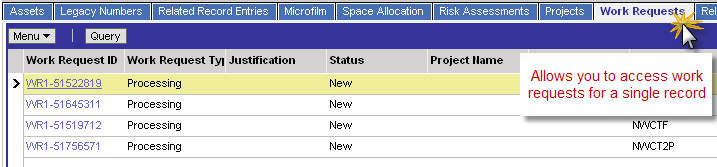 Assets Legacy Numbers Related Record Entries Microfilm Space Allocation Risk Assessments Projects Work Requests Rel
Menu Query
Work Request ID Work Request Typ Justification Status Project Name
WR1-51522819 Processing New
WR1-51645311 Processing New
WR1-51519712 Processing New NWCTF
WR1-51756571 Processing New NWCT2P
Allows you to access work
requests for a single record